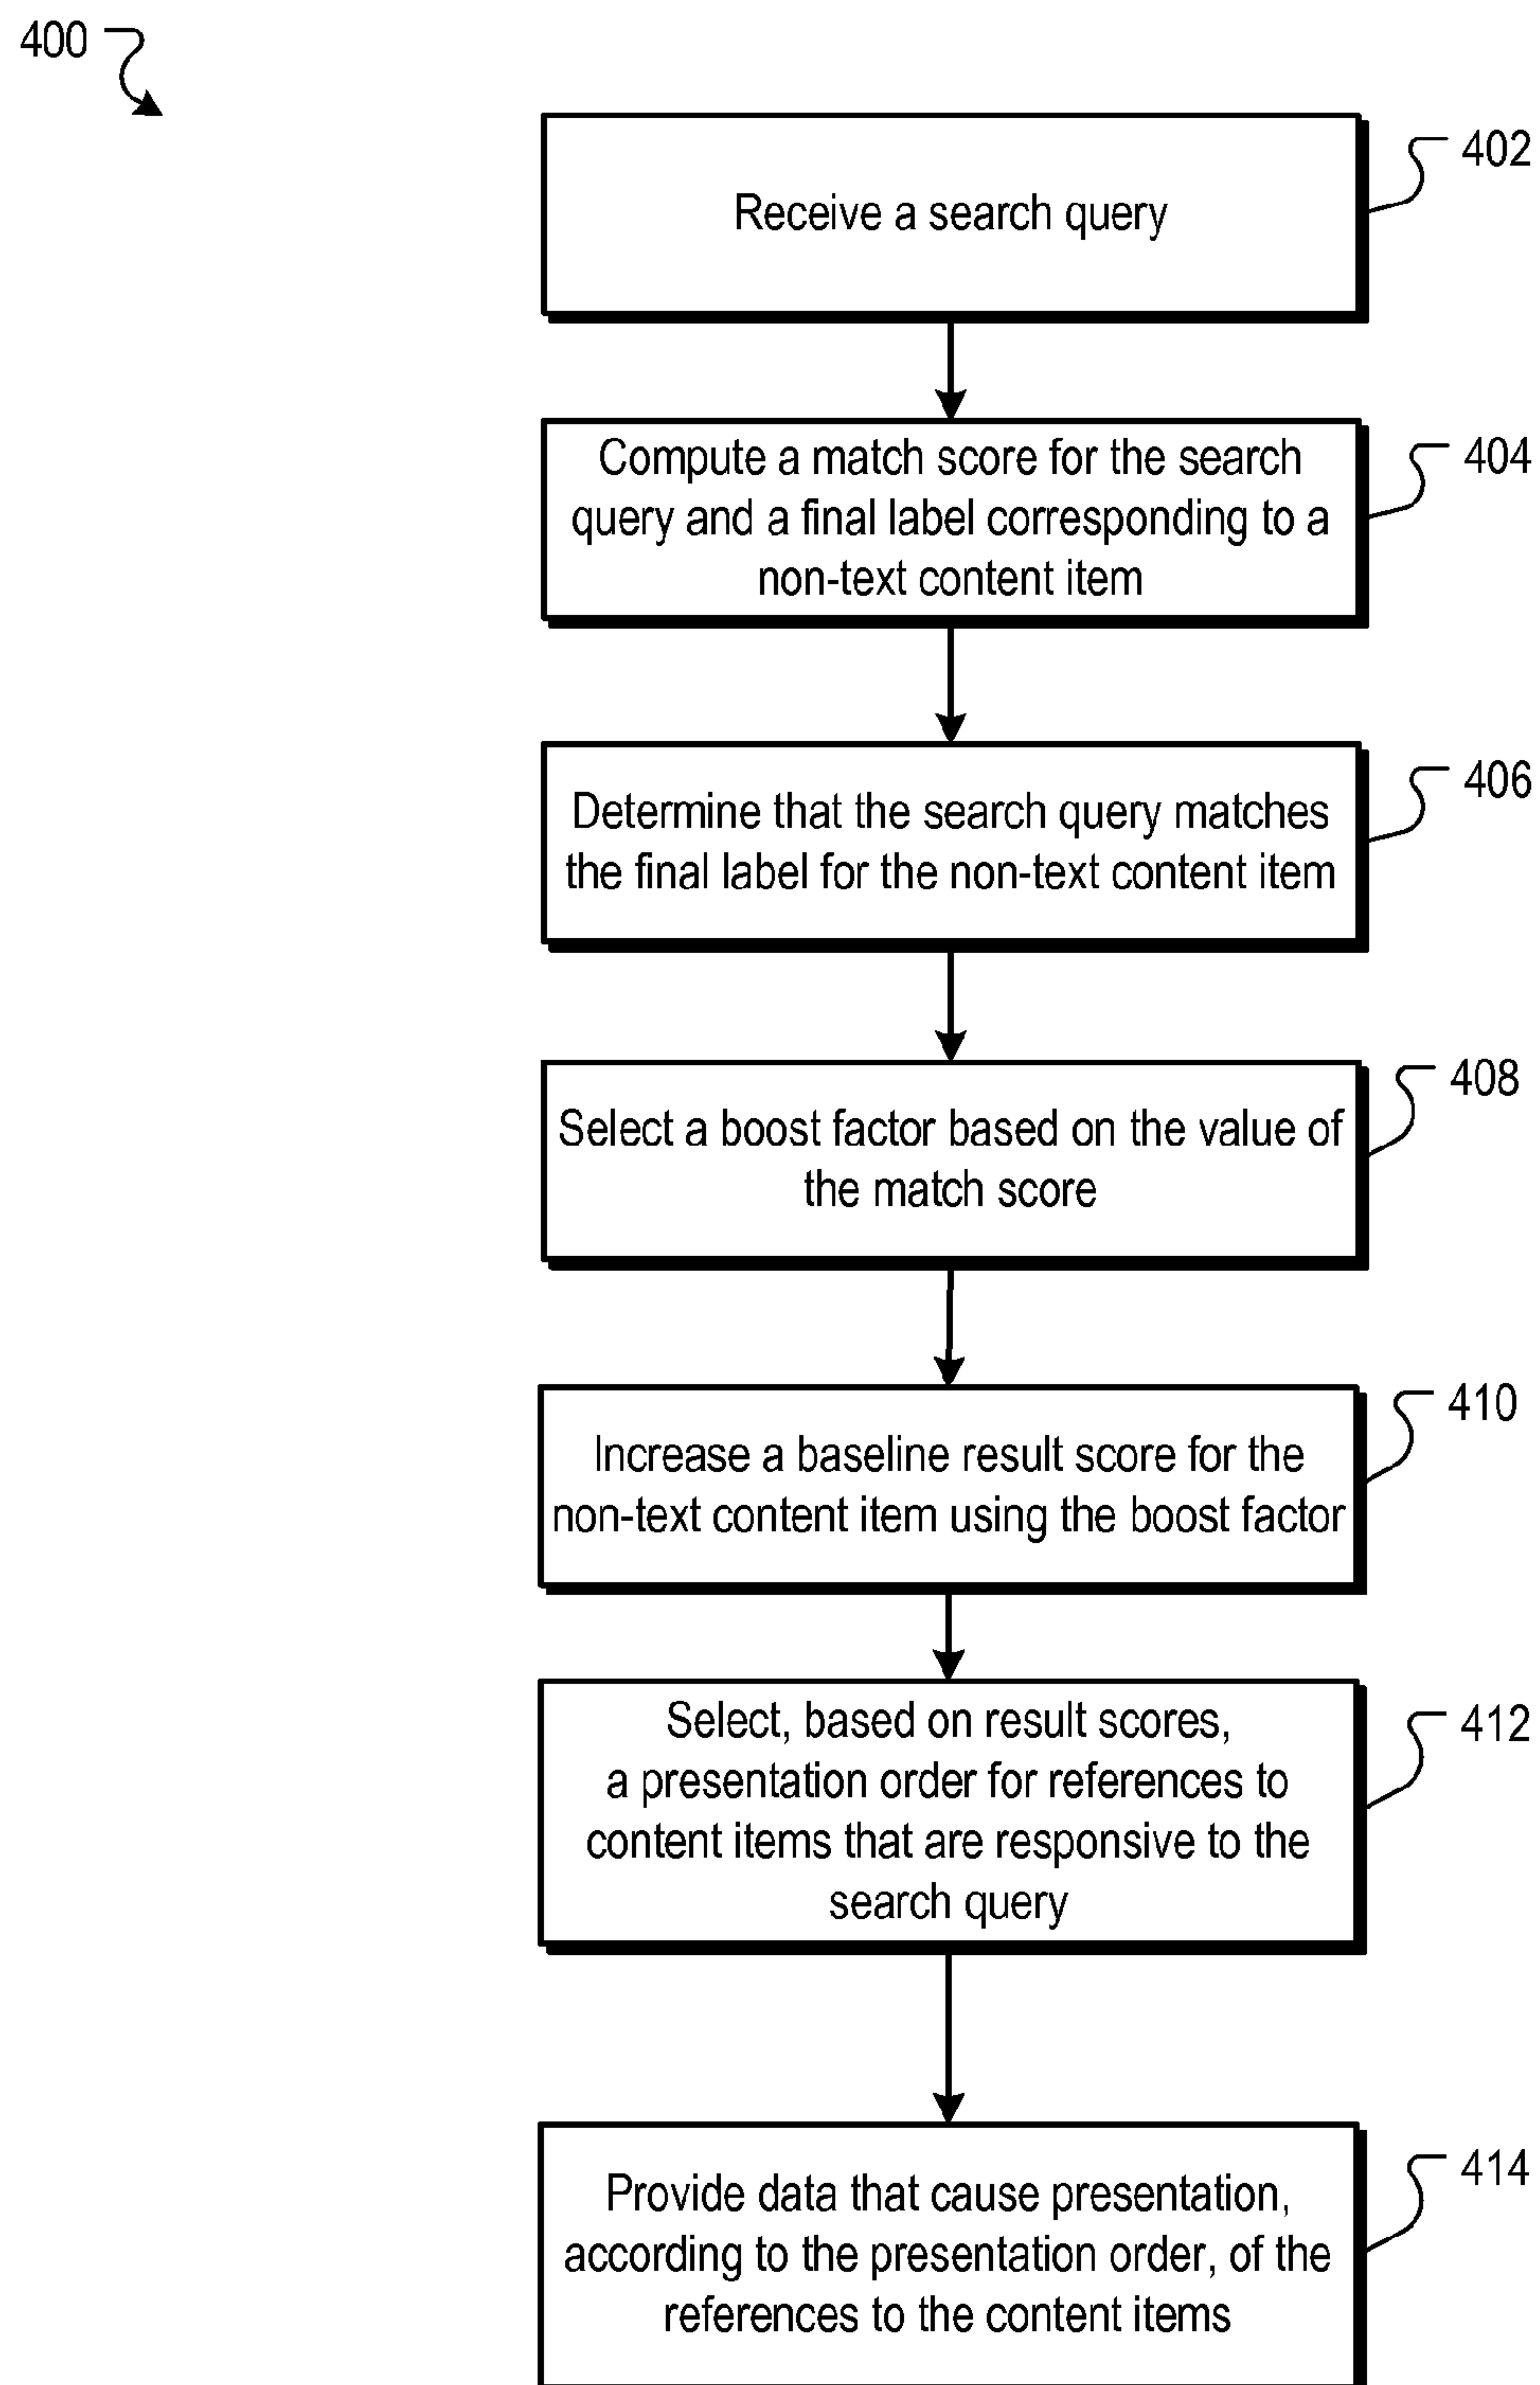 400
402
Receive a search query
404
Compute a match score for the search
query and a final label corresponding to a
non-text content item
406
Determine that the search query matches
the final label for the non-text content item
408
Select a boost factor based on the value of
the match score
410
Increase a baseline result score for the
non-text content item using the boost factor
412
Select, based on result scores,
a presentation order for references to
content items that are responsive to the
search query
414
Provide data that cause presentation,
according to the presentation order, of the
references to the content items